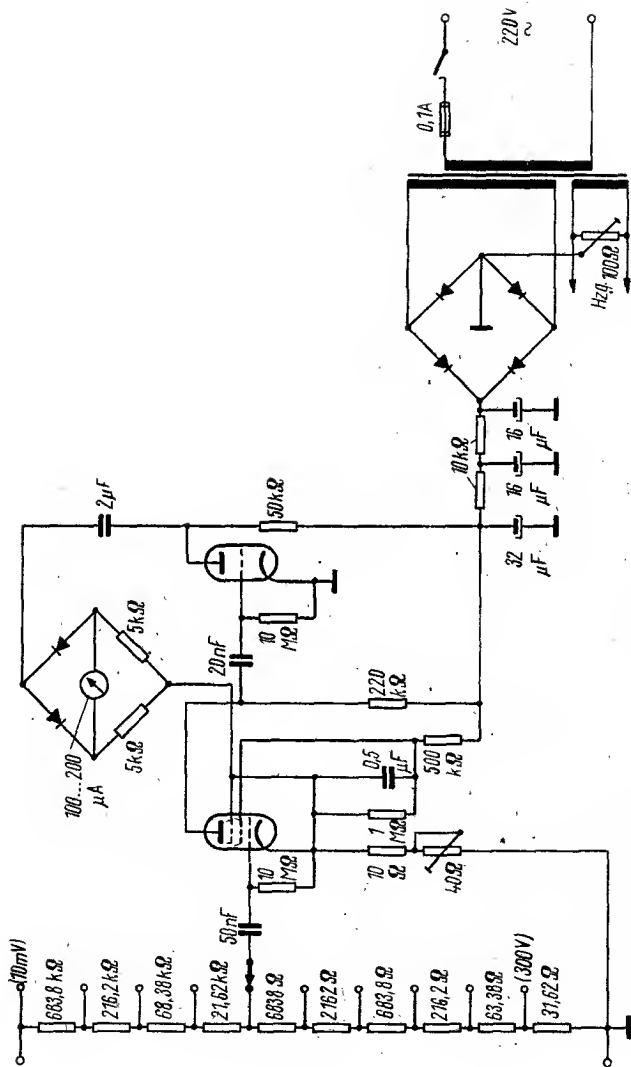 (10mV)
683,8 kΩ
216,2 kΩ
68,38 kΩ
21,62 kΩ
6838 Ω
2162 Ω
683,8 Ω
216,2 Ω
63,38 Ω
(300V)
31,62 Ω
50nF
100...200
µA
5kΩ
5kΩ
10
MΩ
10
Ω
40Ω
1
MΩ
0,5
µF
500
kΩ
220
kΩ
20nF
10
MΩ
2µF
50kΩ
32
µF
10kΩ
16
µF
16
µF
0,1A
220V
~
Hzg.
100Ω